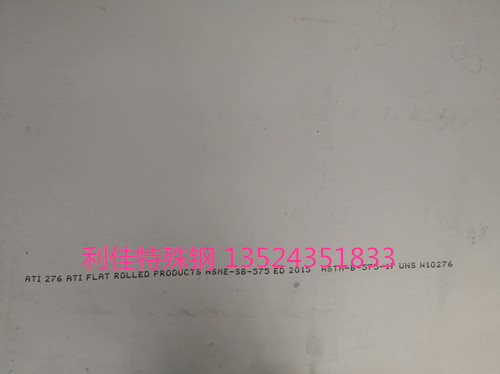 利佳特殊钢 13524351833
ATI 276 ATI FLAT ROLLED PRODUCTS ASME-SB-575 ED 2015 ASTM-B-575-17 UNS N10276